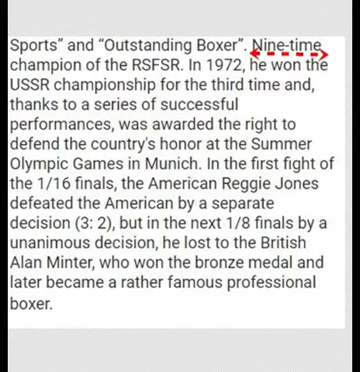 Sports” and “Outstanding Boxer”. Nine-time
champion of the RSFSR. In 1972, he won the
USSR championship for the third time and,
thanks to a series of successful
performances, was awarded the right to
defend the country's honor at the Summer
Olympic Games in Munich. In the first fight of
the 1/16 finals, the American Reggie Jones
defeated the American by a separate
decision (3: 2), but in the next 1/8 finals by a
unanimous decision, he lost to the British
Alan Minter, who won the bronze medal and
later became a rather famous professional
boxer.